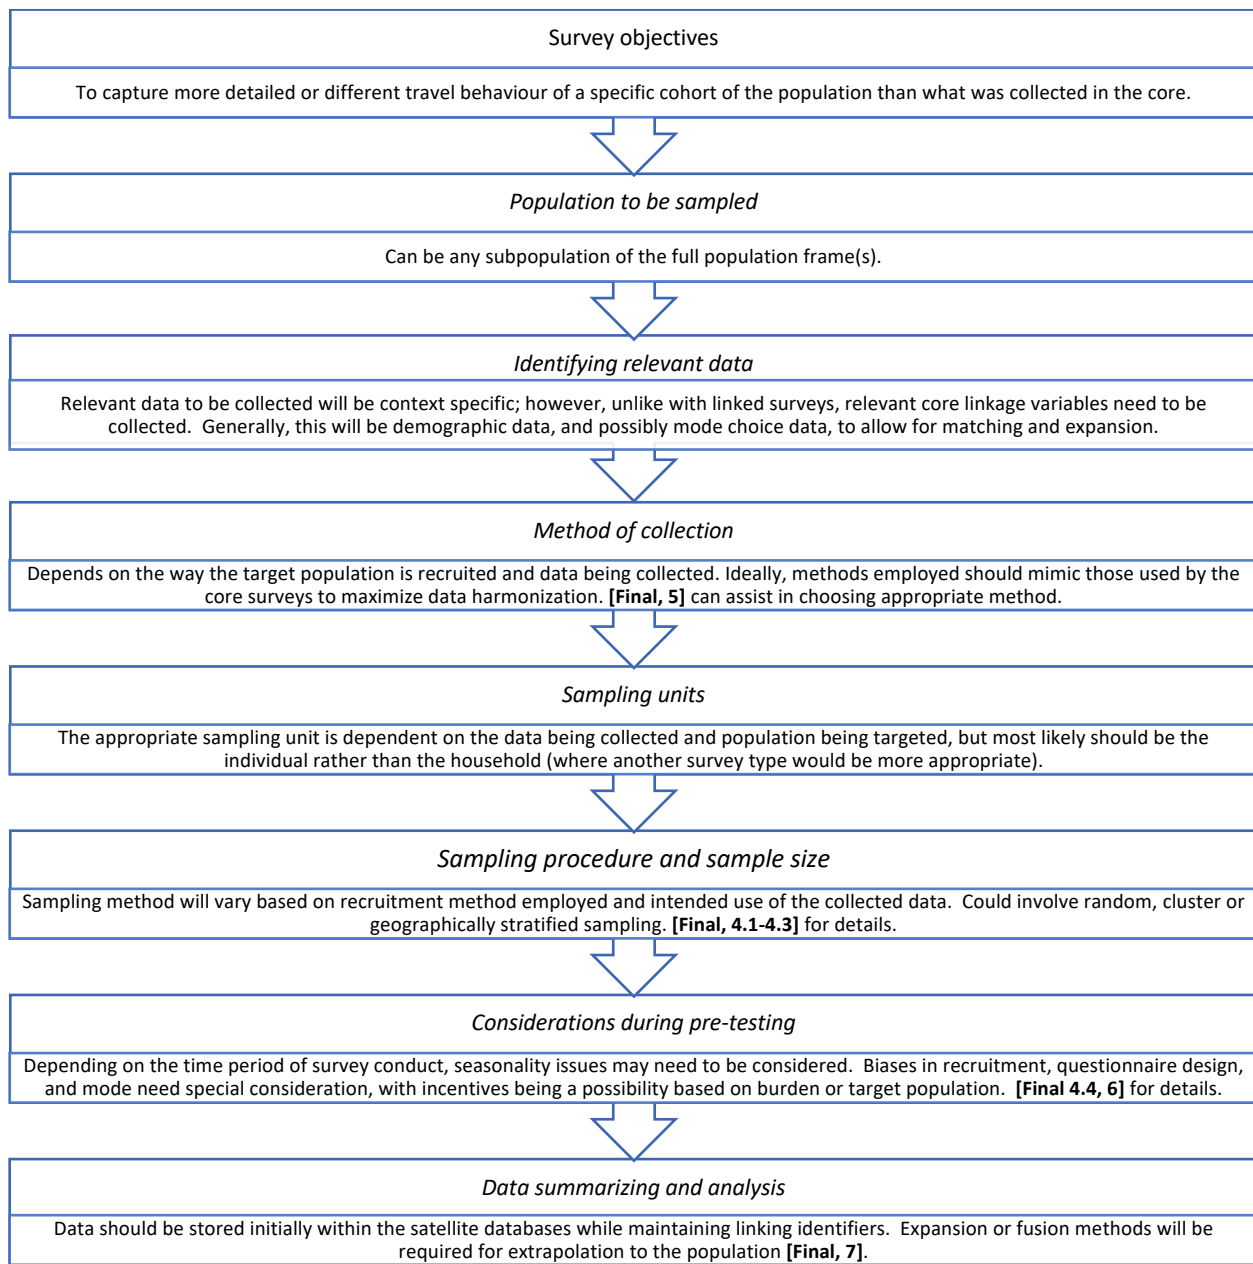 Survey objectives
To capture more detailed or different travel behaviour of a specific cohort of the population than what was collected in the core.
Population to be sampled
Can be any subpopulation of the full population frame(s).
Identifying relevant data
Relevant data to be collected will be context specific; however, unlike with linked surveys, relevant core linkage variables need to be
collected.  Generally, this will be demographic data, and possibly mode choice data, to allow for matching and expansion.
Method of collection
Depends on the way the target population is recruited and data being collected. Ideally, methods employed should mimic those used by the
core surveys to maximize data harmonization. [Final, 5] can assist in choosing appropriate method.
Sampling units
The appropriate sampling unit is dependent on the data being collected and population being targeted, but most likely should be the
individual rather than the household (where another survey type would be more appropriate).
Sampling procedure and sample size
Sampling method will vary based on recruitment method employed and intended use of the collected data.  Could involve random, cluster or
geographically stratified sampling. [Final, 4.1-4.3] for details.
Considerations during pre-testing
Depending on the time period of survey conduct, seasonality issues may need to be considered.  Biases in recruitment, questionnaire design,
and mode need special consideration, with incentives being a possibility based on burden or target population.  [Final 4.4, 6] for details.
Data summarizing and analysis
Data should be stored initially within the satellite databases while maintaining linking identifiers.  Expansion or fusion methods will be
required for extrapolation to the population [Final, 7].